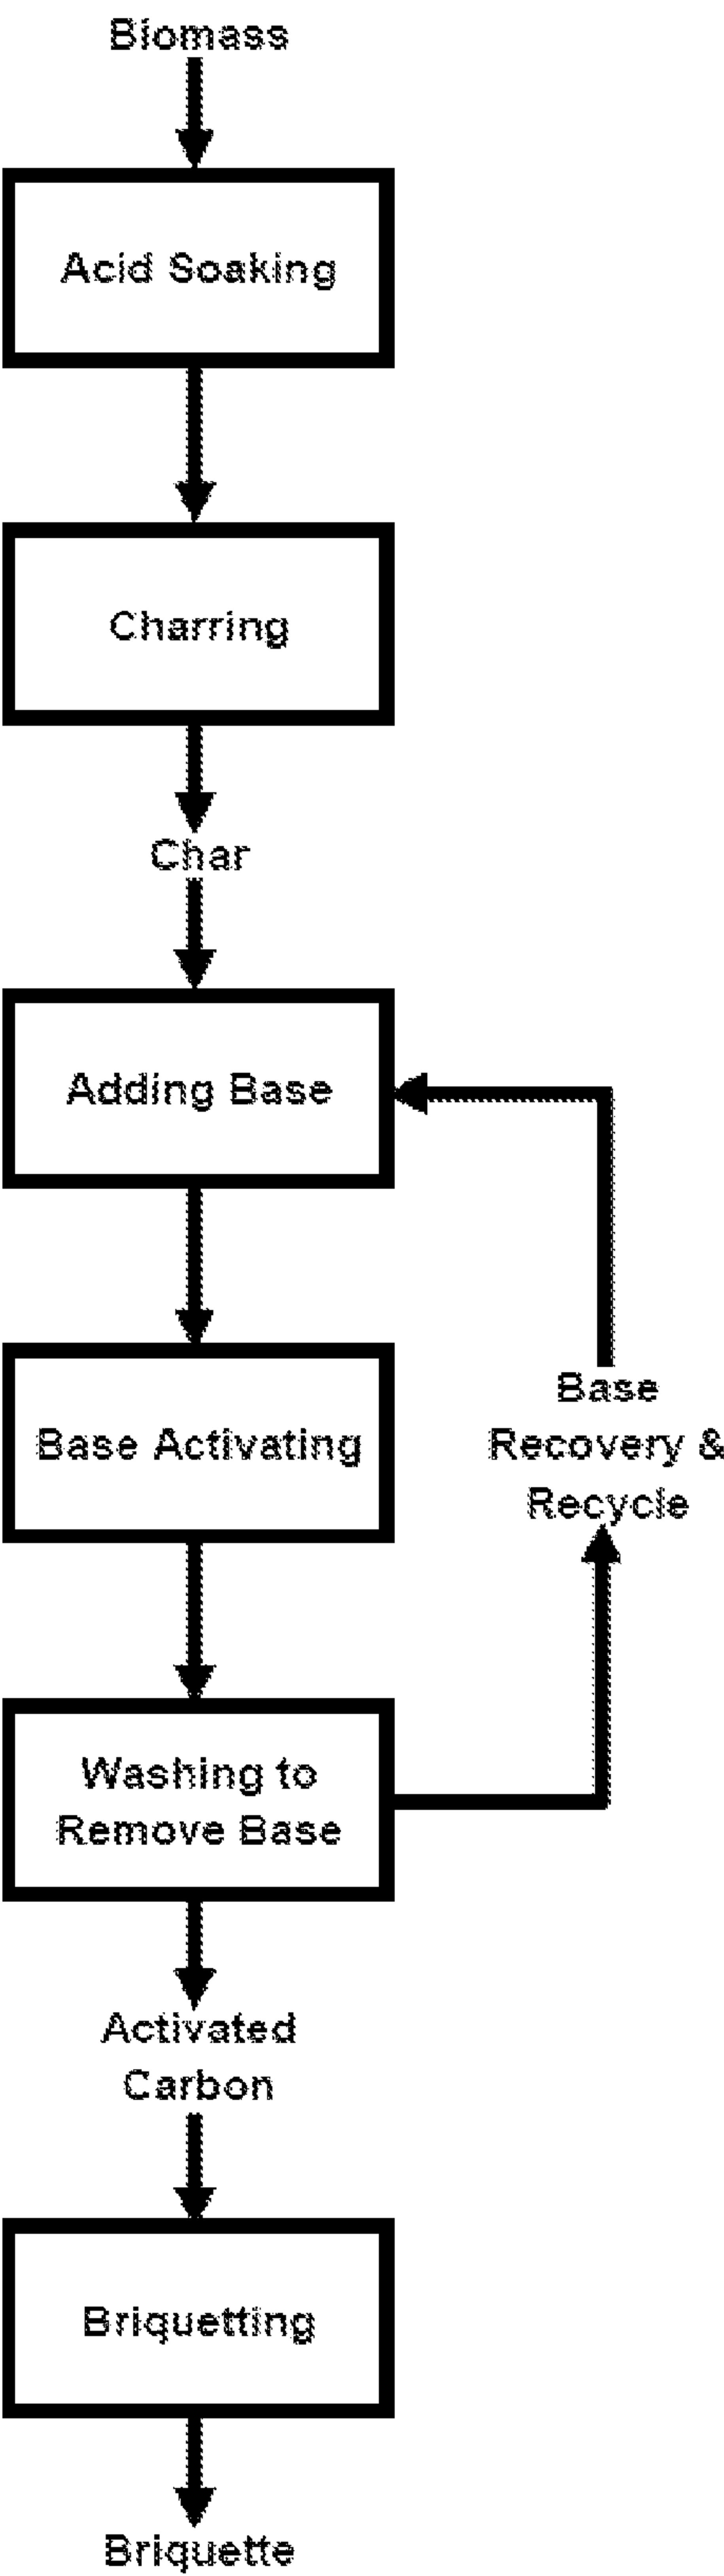 Biomass
Acid Soaking
Charring
Char
Adding Base
Base Activating
Base
Recovery &
Recycle
Washing to
Remove Base
Activated
Carbon
Briquetting
Briquette